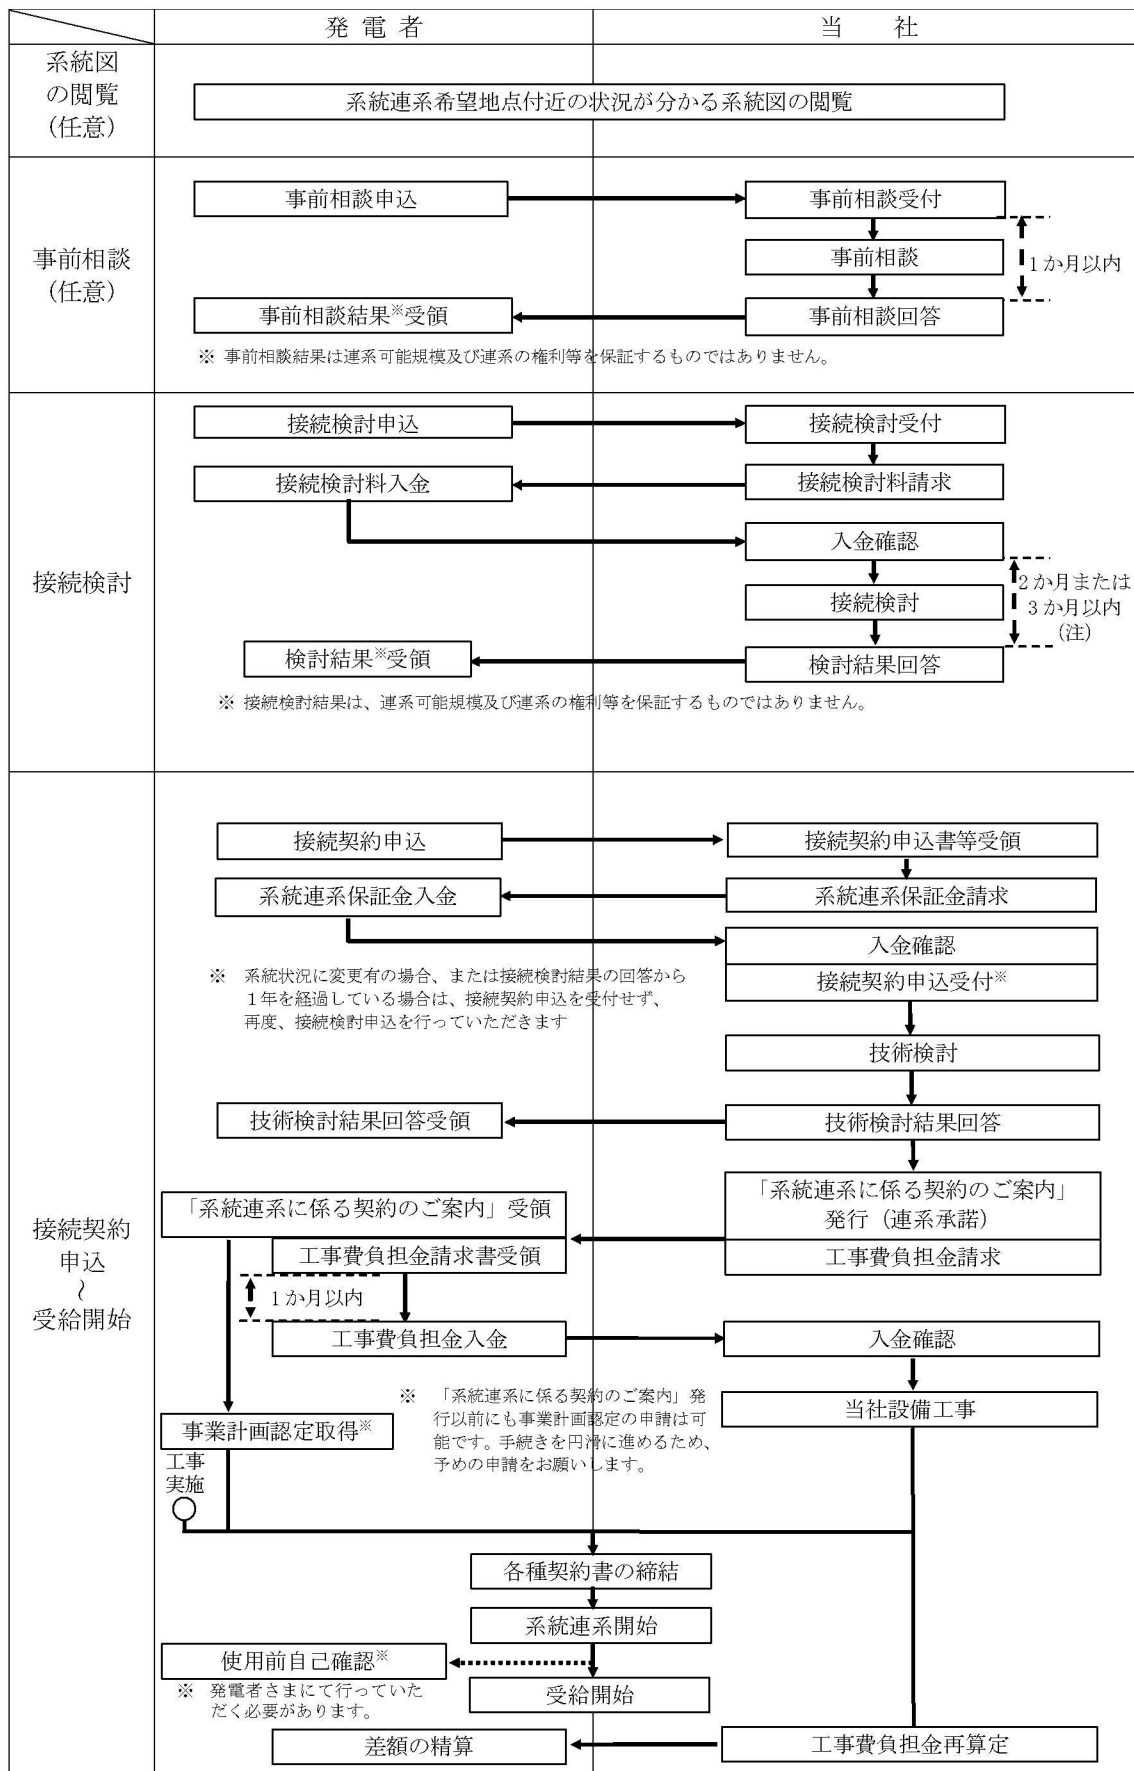 発電者
当　　社
系統図
の閲覧
(任意)
系統連系希望地点付近の状況が分かる系統図の閲覧
事前相談
(任意)
事前相談申込
事前相談受付
事前相談
1か月以内
事前相談結果※受領
事前相談回答
※ 事前相談結果は連系可能規模及び連系の権利等を保証するものではありません。
接続検討
接続検討申込
接続検討受付
接続検討料入金
接続検討料請求
入金確認
接続検討
2か月または
3か月以内
(注)
検討結果※受領
検討結果回答
※ 接続検討結果は、連系可能規模及び連系の権利等を保証するものではありません。
接続契約
申込
～
受給開始
接続契約申込
接続契約申込書等受領
系統連系保証金入金
系統連系保証金請求
入金確認
接続契約申込受付※
※ 系統状況に変更有の場合、または接続検討結果の回答から
1年を経過している場合は、接続契約申込を受付せず、
再度、接続検討申込を行っていただきます
技術検討
技術検討結果回答受領
技術検討結果回答
「系統連系に係る契約のご案内」受領
「系統連系に係る契約のご案内」
発行（連系承諾）
工事費負担金請求書受領
工事費負担金請求
1か月以内
工事費負担金入金
入金確認
※ 「系統連系に係る契約のご案内」発
行以前にも事業計画認定の申請は可
能です。手続きを円滑に進めるため、
予めの申請をお願いします。
当社設備工事
事業計画認定取得※
工事
実施
各種契約書の締結
系統連系開始
使用前自己確認※
※ 発電者さまにて行っていた
だく必要があります。
受給開始
差額の精算
工事費負担金再算定